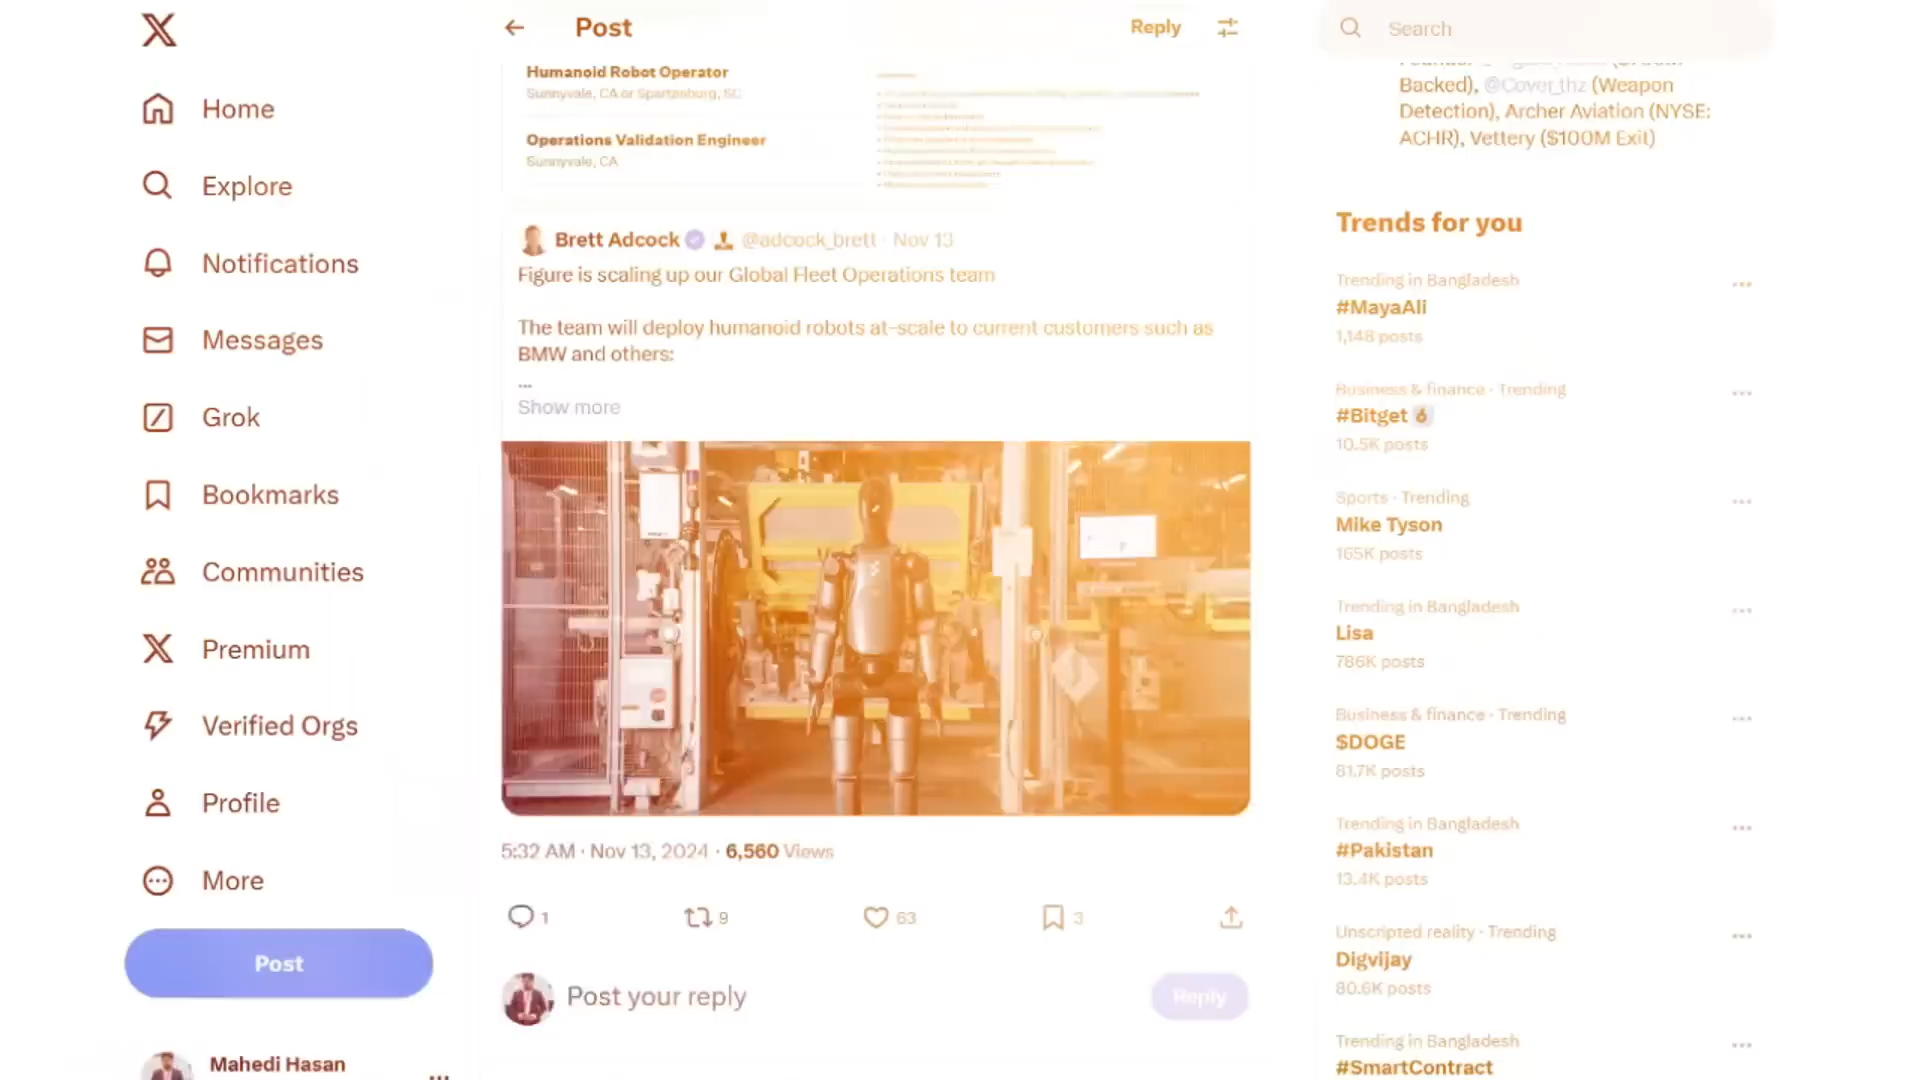 Home
Explore
Notifications
Messages
Grok
Bookmarks
Communities
Premium
Verified Orgs
Profile
More
Post
Mahedi Hasan
Post
Reply
Humanoid Robot Operator
Sunnyvale, CA or Spartanburg, SC
Operations Validation Engineer
Sunnyvale, CA
Brett Adcock @adcock_brett · Nov 13
Figure is scaling up our Global Fleet Operations team
The team will deploy humanoid robots at-scale to current customers such as
BMW and others:
...
Show more
5:32 AM · Nov 13, 2024 · 6,560 Views
1
9
63
3
Post your reply
Reply
Search
Backed), @Cover_thz (Weapon
Detection), Archer Aviation (NYSE:
ACHR), Vettery ($100M Exit)
Trends for you
Trending in Bangladesh
#MayaAli
1,148 posts
Business & finance · Trending
#Bitget
10.5K posts
Sports · Trending
Mike Tyson
165K posts
Trending in Bangladesh
Lisa
786K posts
Business & finance · Trending
$DOGE
81.7K posts
Trending in Bangladesh
#Pakistan
13.4K posts
Unscripted reality · Trending
Digvijay
80.6K posts
Trending in Bangladesh
#SmartContract